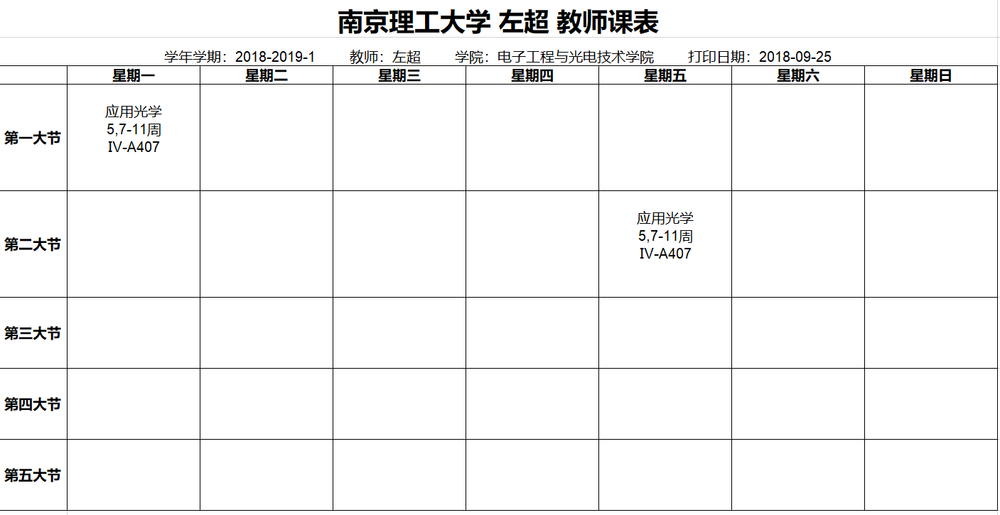 南京理工大学 左超 教师课表
学年学期：2018-2019-1 教师：左超 学院：电子工程与光电技术学院 打印日期：2018-09-25
星期一 星期二 星期三 星期四 星期五 星期六 星期日
第一大节
应用光学
5,7-11周
IV-A407
第二大节
应用光学
5,7-11周
IV-A407
第三大节
第四大节
第五大节